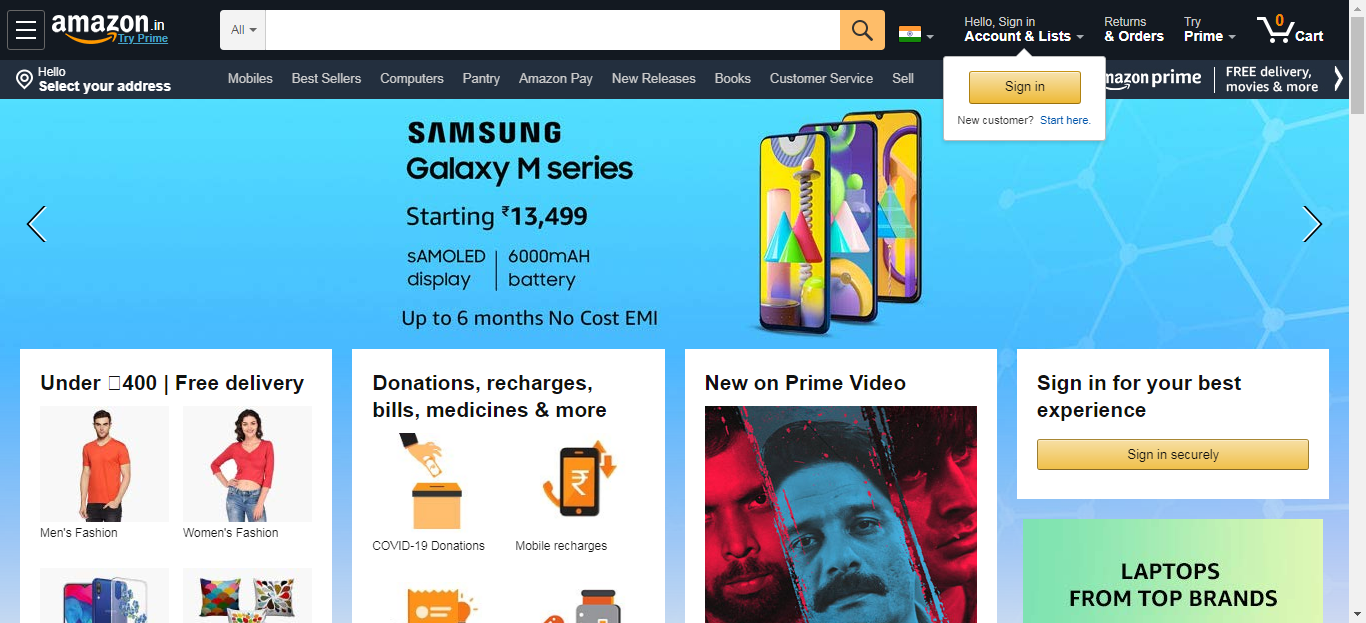 amazon.in
Try Prime
All
Hello, Sign in
Account & Lists
Returns
& Orders
Try
Prime
0
Cart
Hello
Select your address
Mobiles
Best Sellers
Computers
Pantry
Amazon Pay
New Releases
Books
Customer Service
Sell
Sign in
New customer? Start here.
prime
FREE delivery,
movies & more
SAMSUNG
Galaxy M series
Starting ₹13,499
sAMOLED
display
6000mAH
battery
Up to 6 months No Cost EMI
Under 400 | Free delivery
Men's Fashion
Women's Fashion
Donations, recharges,
bills, medicines & more
₹
COVID-19 Donations
Mobile recharges
New on Prime Video
Sign in for your best
experience
Sign in securely
LAPTOPS
FROM TOP BRANDS